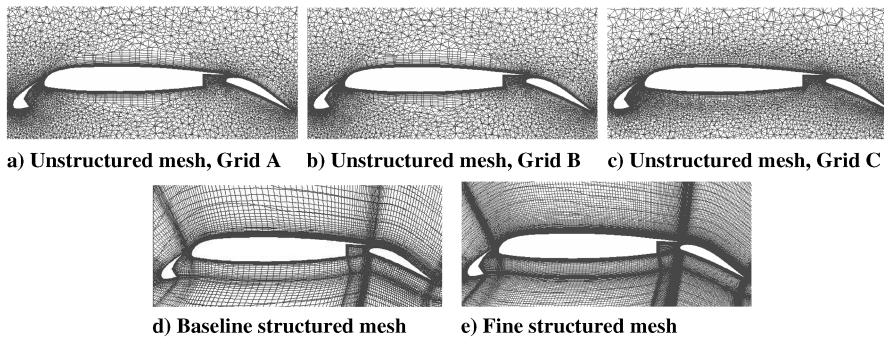 a) Unstructured mesh, Grid A
b) Unstructured mesh, Grid B
c) Unstructured mesh, Grid C
d) Baseline structured mesh
e) Fine structured mesh